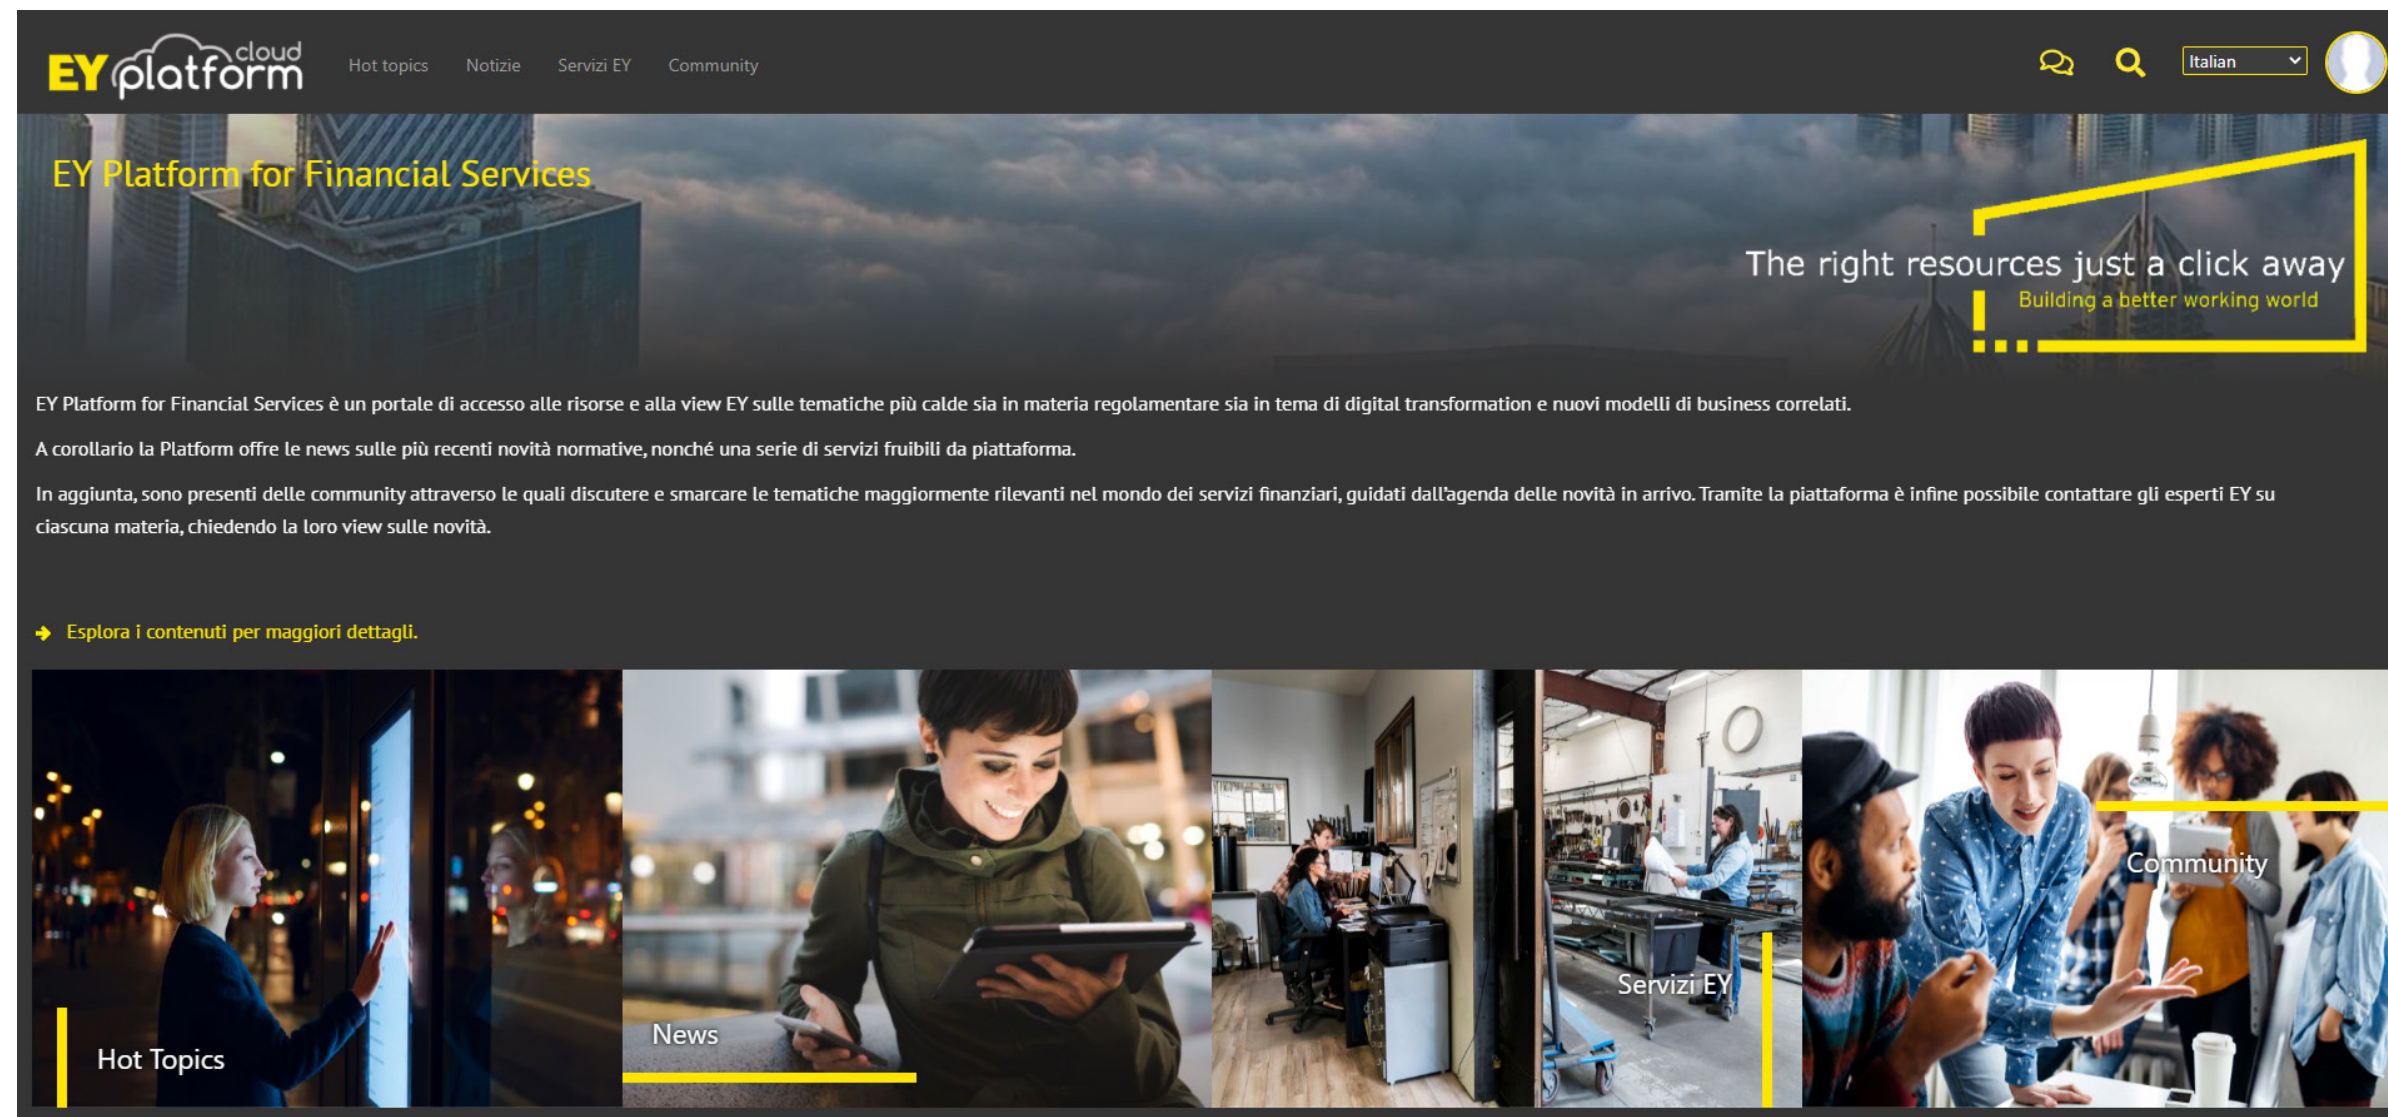 EY platform cloud
Hot topics Notizie Servizi EY Community
Italian
EY Platform for Financial Services
The right resources just a click away
Building a better working world
EY Platform for Financial Services è un portale di accesso alle risorse e alla view EY sulle tematiche più calde sia in materia regolamentare sia in tema di digital transformation e nuovi modelli di business correlati.
A corollario la Platform offre le news sulle più recenti novità normative, nonché una serie di servizi fruibili da piattaforma.
In aggiunta, sono presenti delle community attraverso le quali discutere e smarcare le tematiche maggiormente rilevanti nel mondo dei servizi finanziari, guidati dall'agenda delle novità in arrivo. Tramite la piattaforma è infine possibile contattare gli esperti EY su
ciascuna materia, chiedendo la loro view sulle novità.
Esplora i contenuti per maggiori dettagli.
Hot Topics
News
Servizi EY
Community